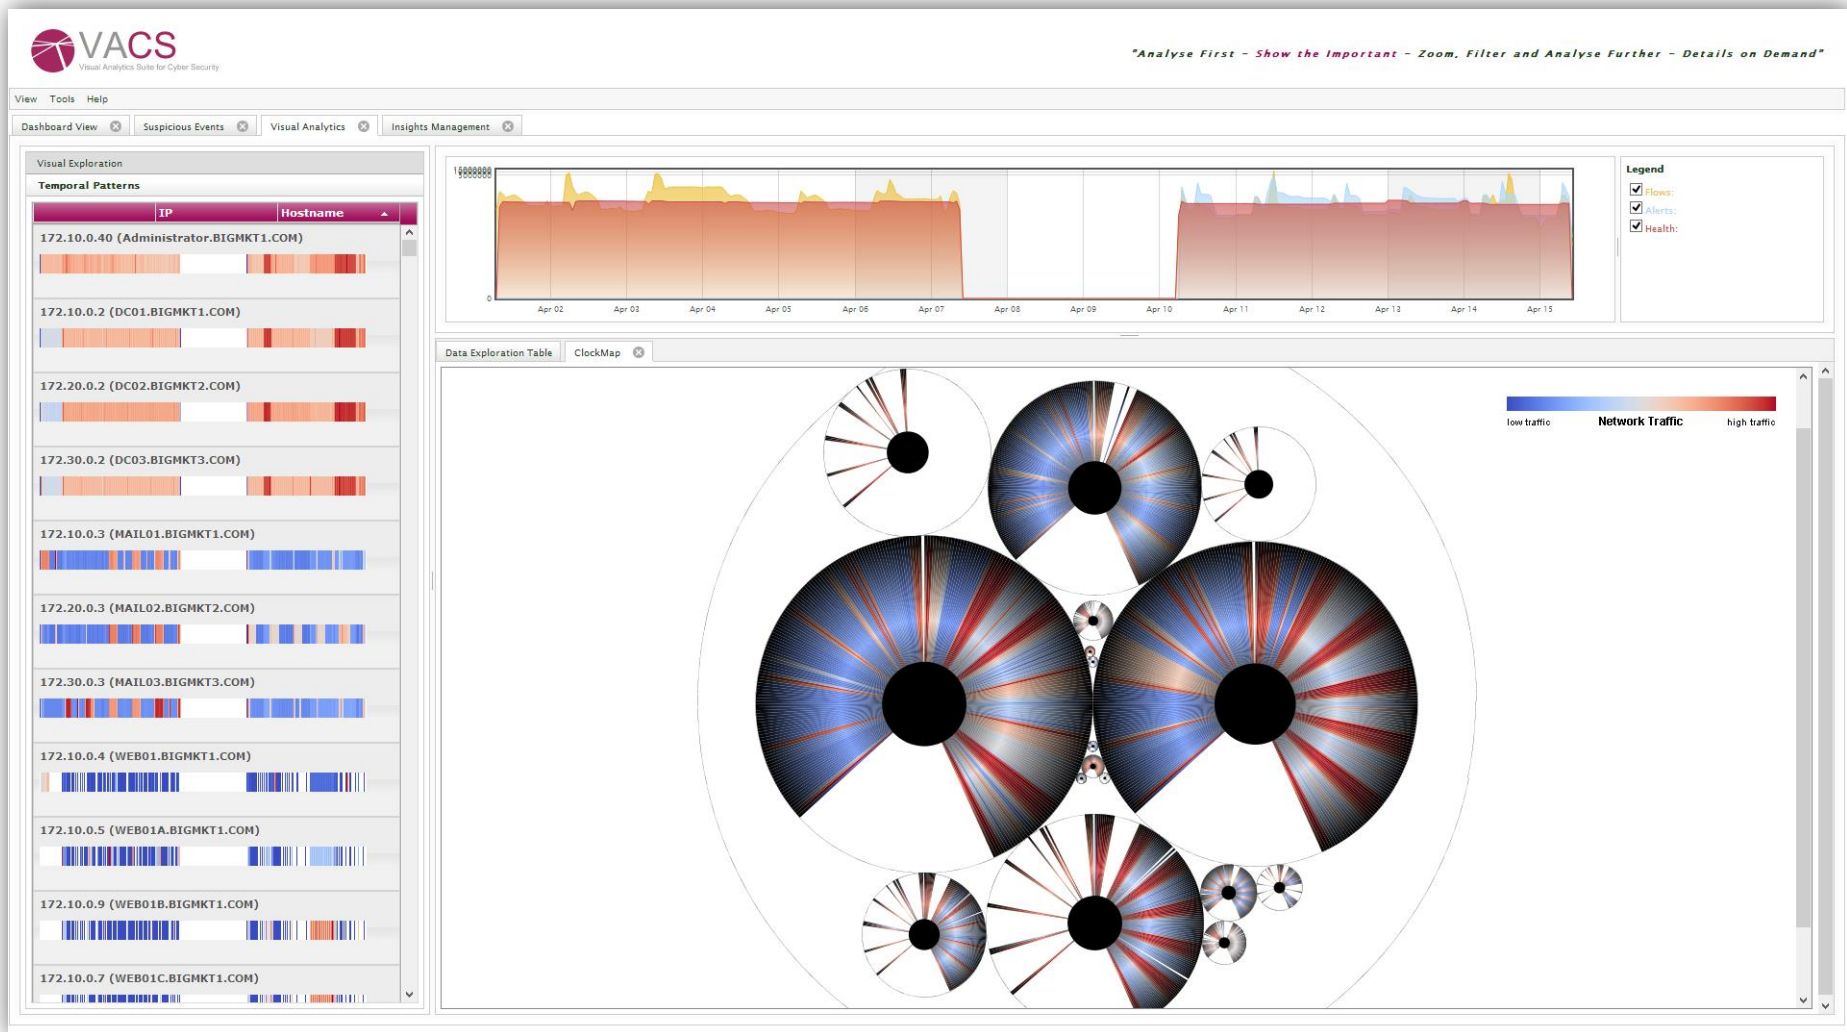 VACS
Visual Analytics Suite for Cyber Security
"Analyse First – Show the Important – Zoom, Filter and Analyse Further – Details on Demand"
View Tools Help
Dashboard View Suspicious Events Visual Analytics Insights Management
Visual Exploration
Temporal Patterns
IP Hostname
172.10.0.40 (Administrator.BIGMKT1.COM)
172.10.0.2 (DC01.BIGMKT1.COM)
172.20.0.2 (DC02.BIGMKT2.COM)
172.30.0.2 (DC03.BIGMKT3.COM)
172.10.0.3 (MAIL01.BIGMKT1.COM)
172.20.0.3 (MAIL02.BIGMKT2.COM)
172.30.0.3 (MAIL03.BIGMKT3.COM)
172.10.0.4 (WEB01.BIGMKT1.COM)
172.10.0.5 (WEB01A.BIGMKT1.COM)
172.10.0.9 (WEB01B.BIGMKT1.COM)
172.10.0.7 (WEB01C.BIGMKT1.COM)
0
Apr 02 Apr 03 Apr 04 Apr 05 Apr 06 Apr 07 Apr 08 Apr 09 Apr 10 Apr 11 Apr 12 Apr 13 Apr 14 Apr 15
Legend
Flows:
Alerts:
Health:
Data Exploration Table ClockMap
low traffic Network Traffic high traffic